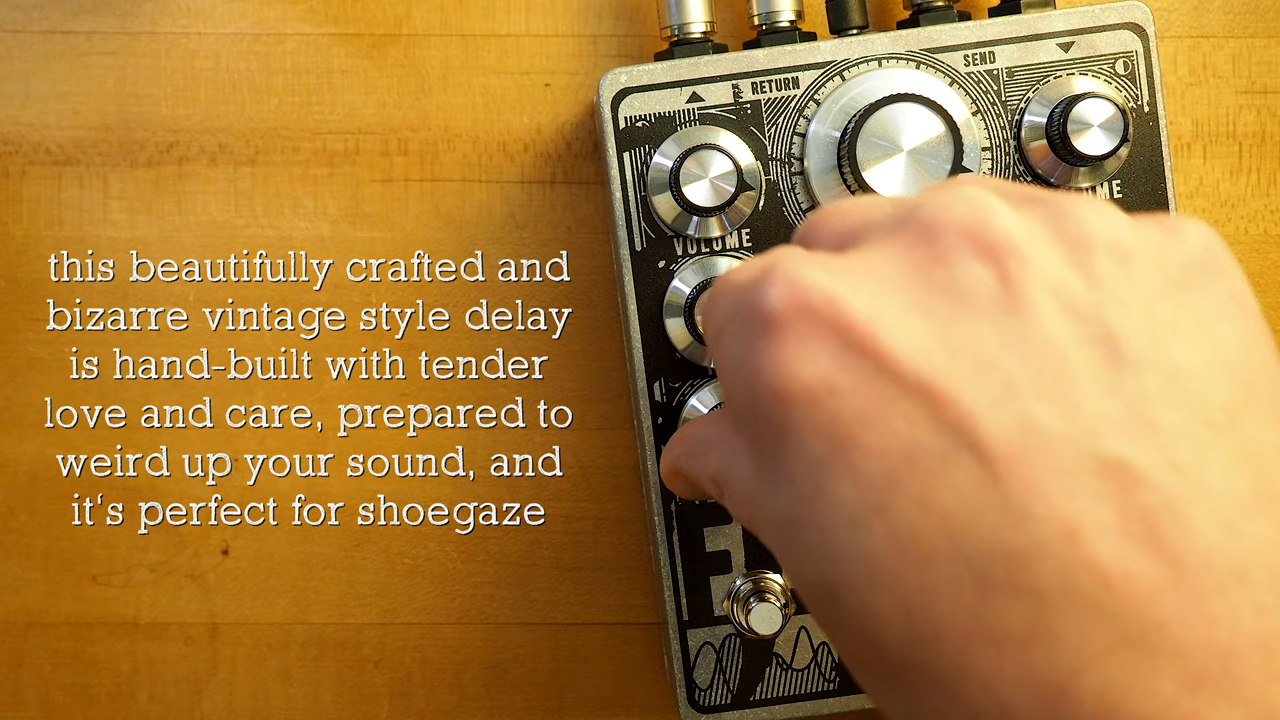 RETURN
SEND
VOLUME
this beautifully crafted and
bizarre vintage style delay
is hand-built with tender
love and care, prepared to
weird up your sound, and
it's perfect for shoegaze